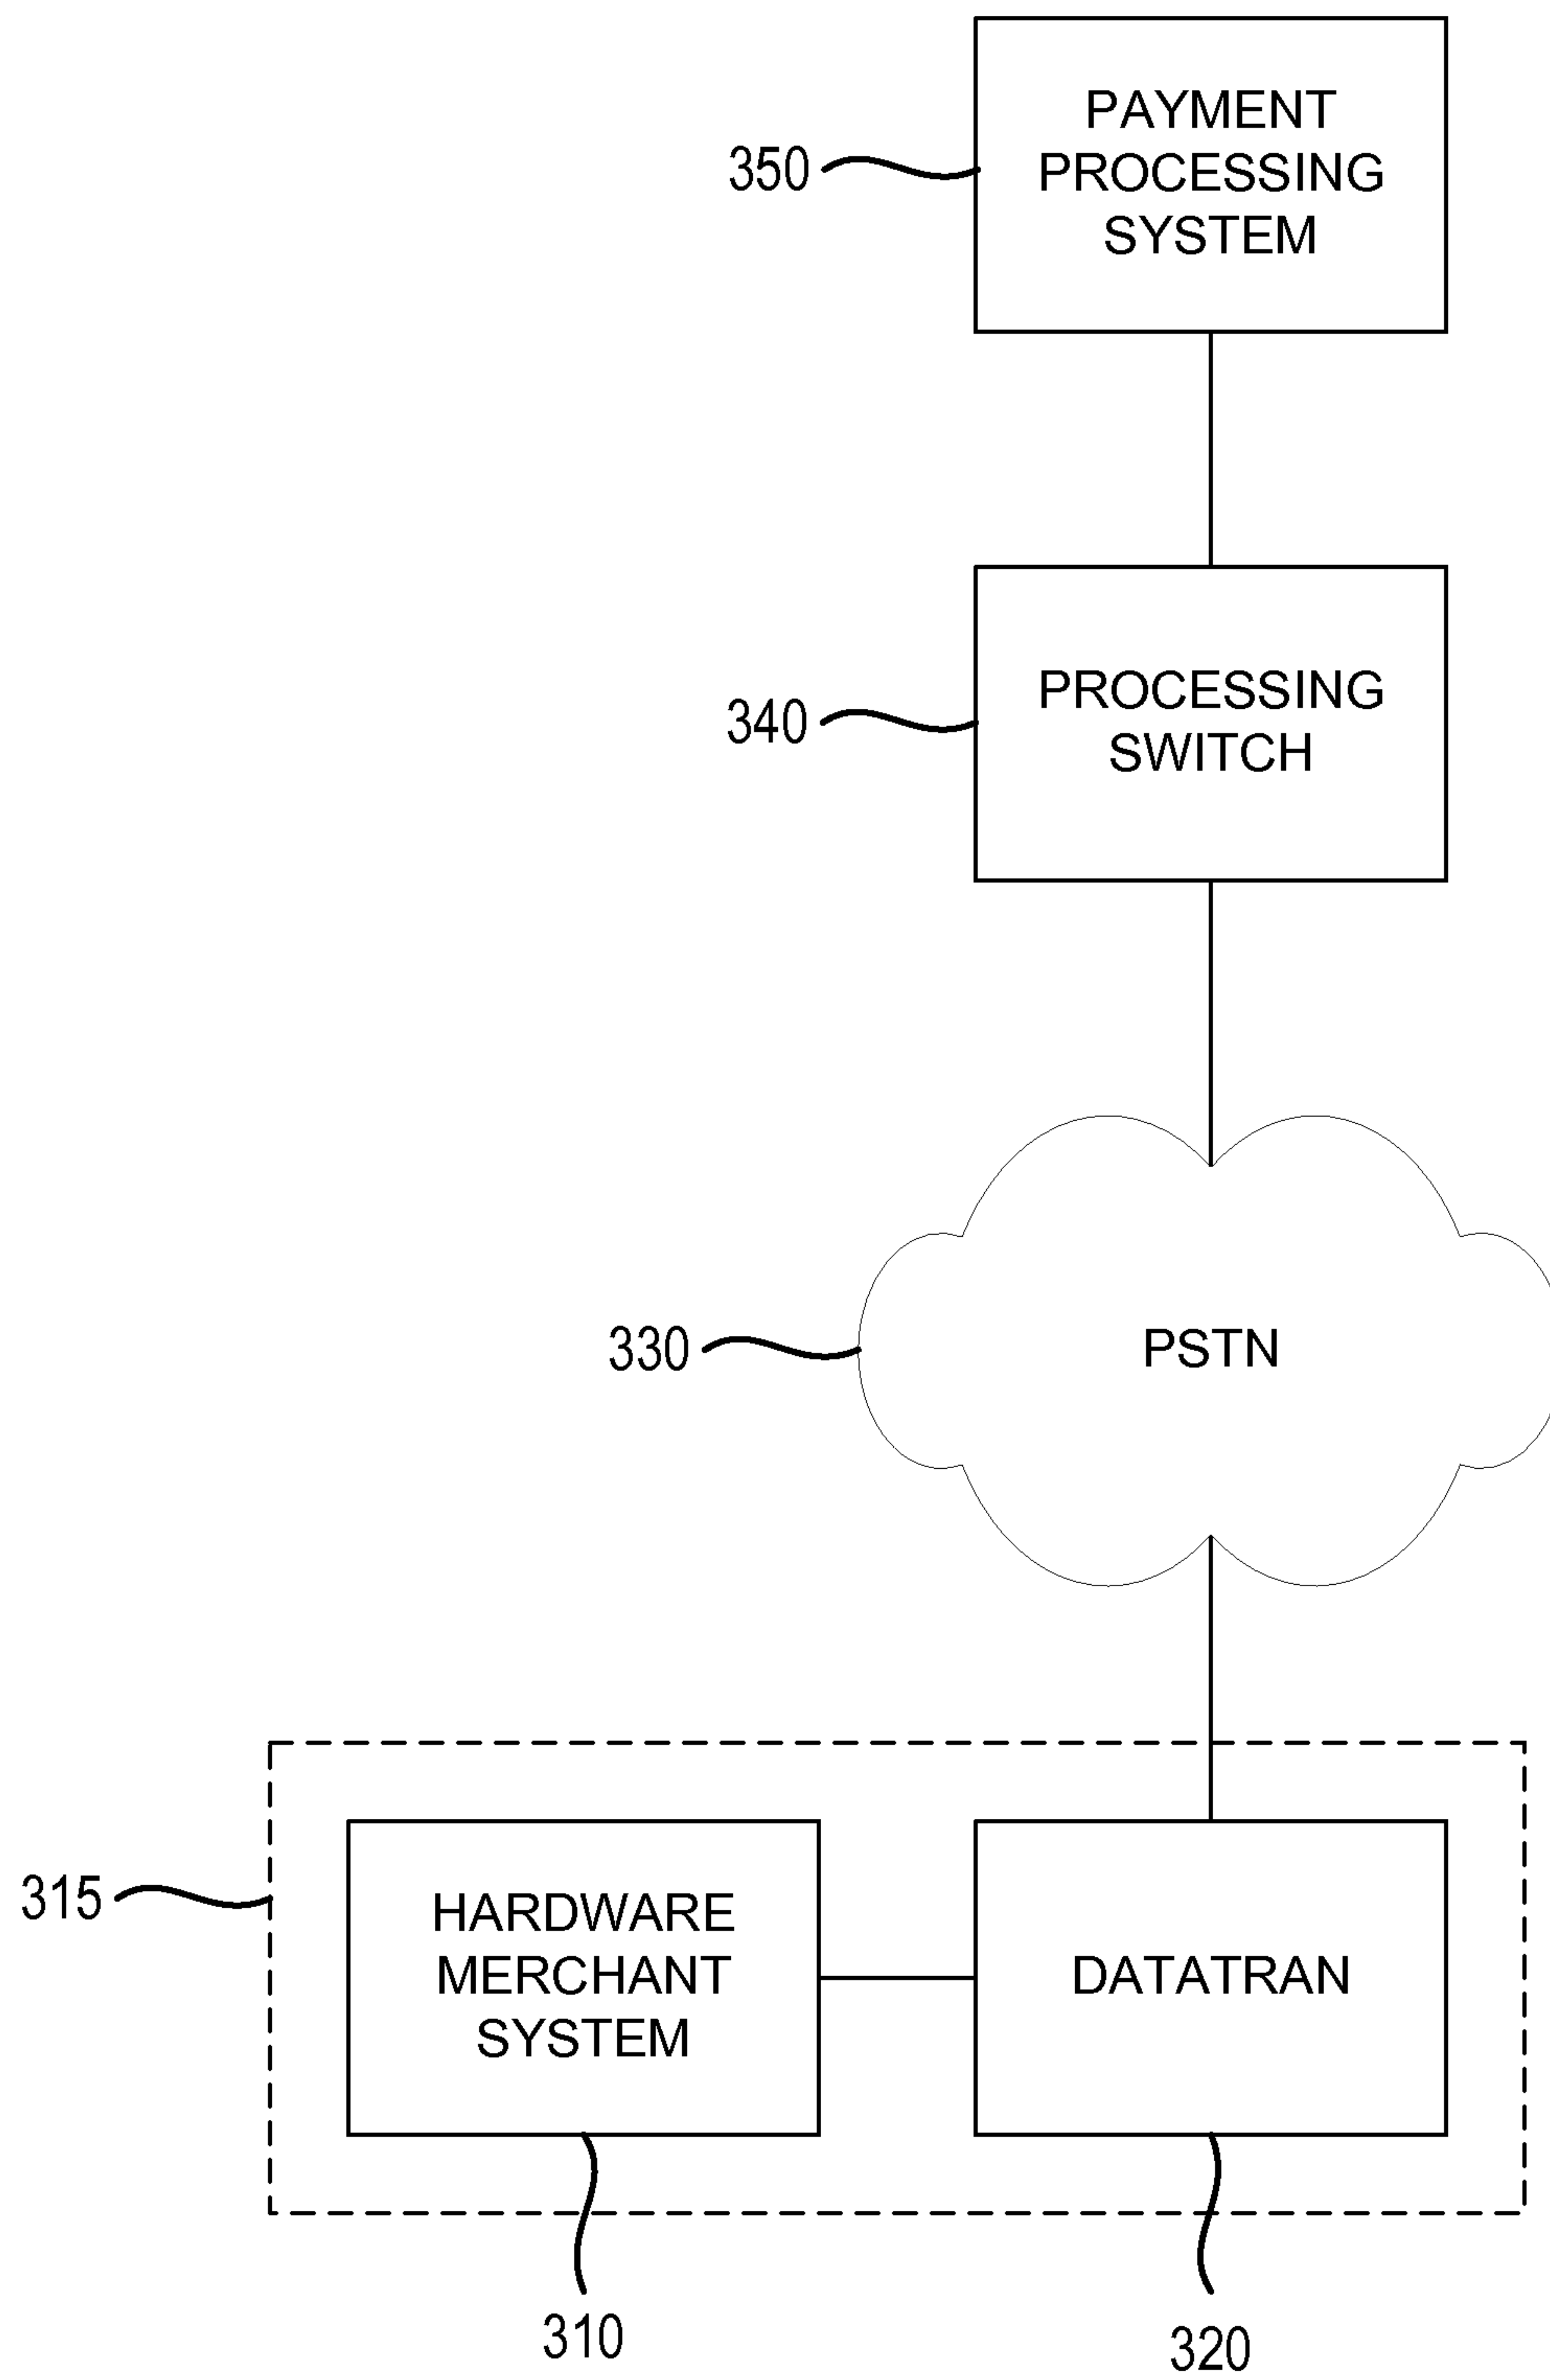 PAYMENT
PROCESSING
SYSTEM
350
PROCESSING
SWITCH
340
PSTN
330
315
HARDWARE
MERCHANT
SYSTEM
DATATRAN
310
320